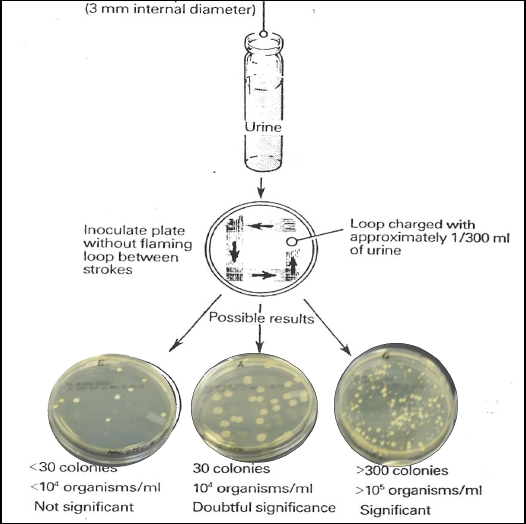 (3 mm internal diameter)
Urine
Inoculate plate
without flaming
loop between
strokes
Loop charged with
approximately 1/300 ml
of urine
Possible results
E
A
G
<30 colonies
<10⁴ organisms/ml
Not significant
30 colonies
10⁴ organisms/ml
Doubtful significance
>300 colonies
>10⁵ organisms/ml
Significant